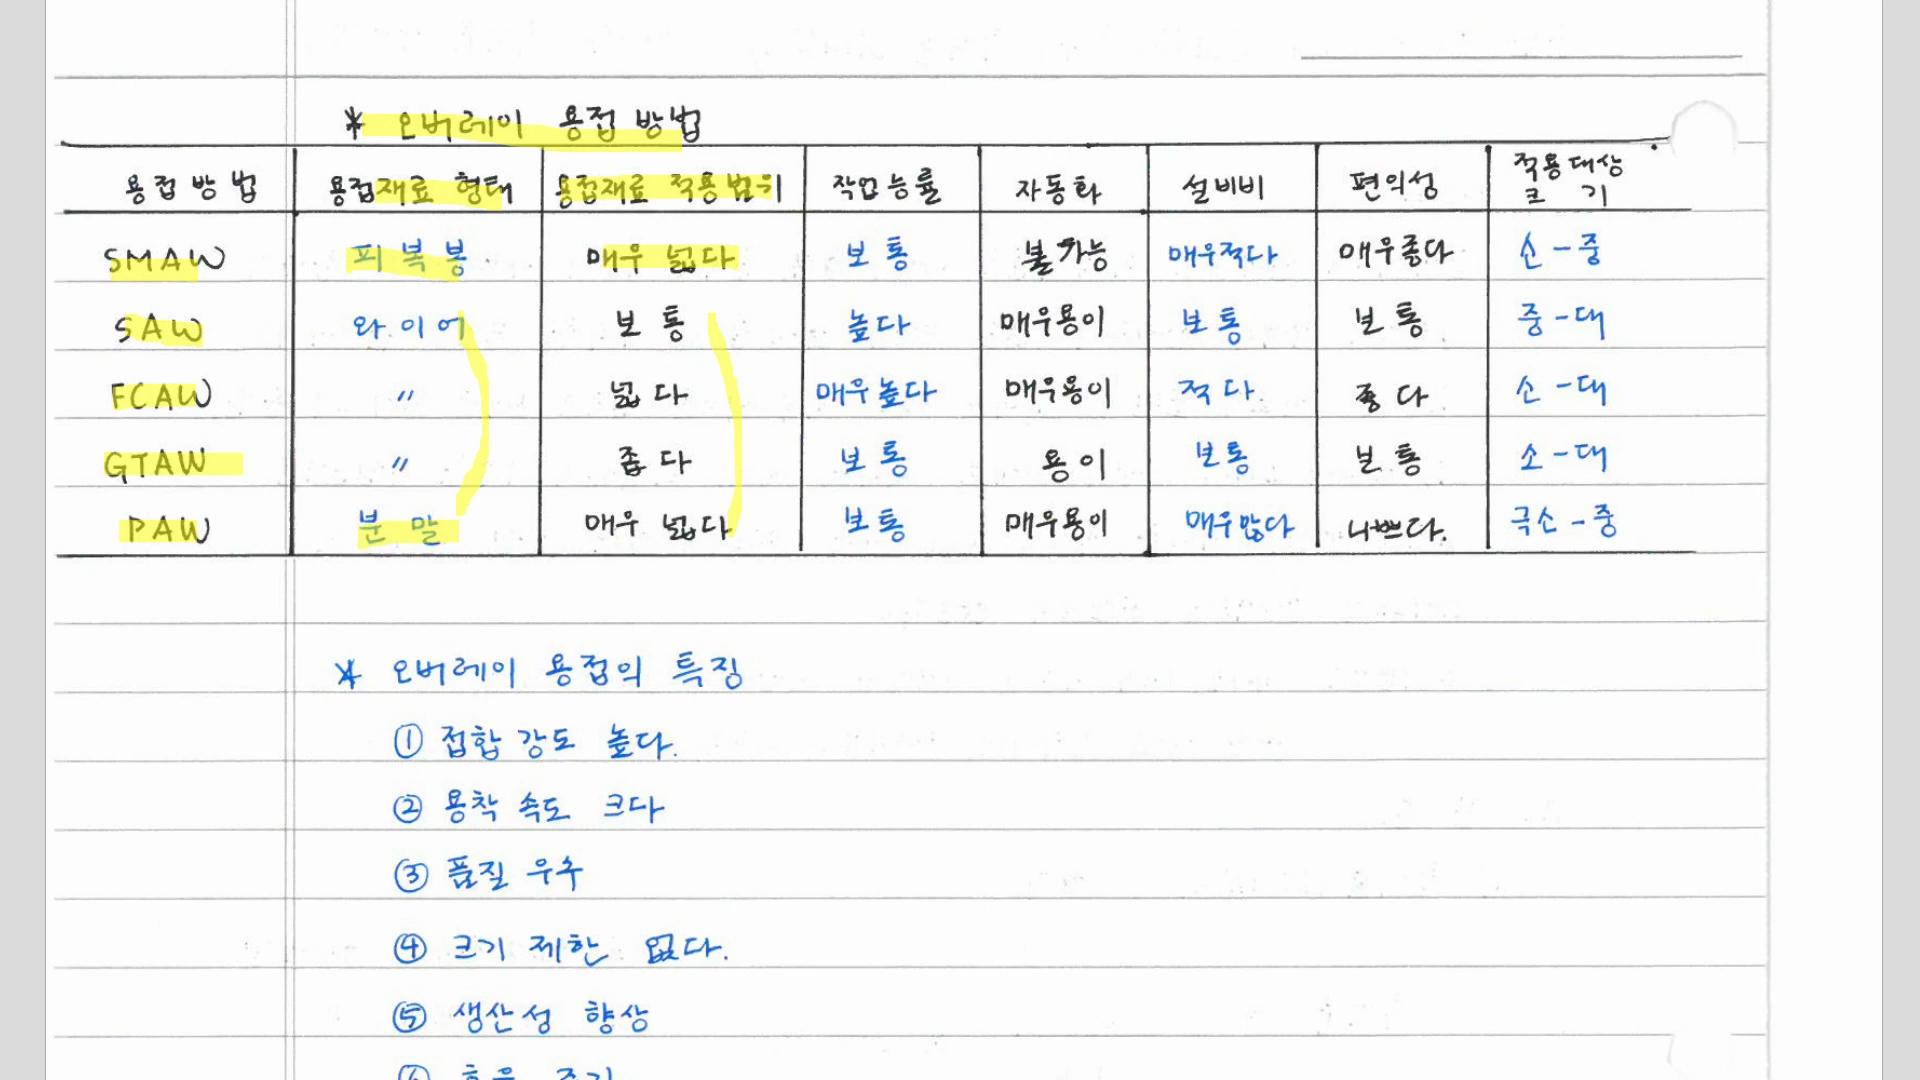 * 오버레이 용접 방법
용접 방법 용접재료 형태 용접재료 적용범위 작업능률 자동화 설비비 편의성 적용대상 크기
SMAW 피복봉 매우 넓다 보통 불가능 매우적다 매우좋다 소-중
SAW 와이어 보통 높다 매우용이 보통 보통 중-대
FCAW 〃 넓다 매우높다 매우용이 적다 좋다 소-대
GTAW 〃 좁다 보통 용이 보통 보통 소-대
PAW 분말 매우 넓다 보통 매우용이 매우많다 나쁘다. 극소-중
* 오버레이 용접의 특징
① 접합강도 높다.
② 용착 속도 크다
③ 품질 우수
④ 크기 제한 없다.
⑤ 생산성 향상
⑥